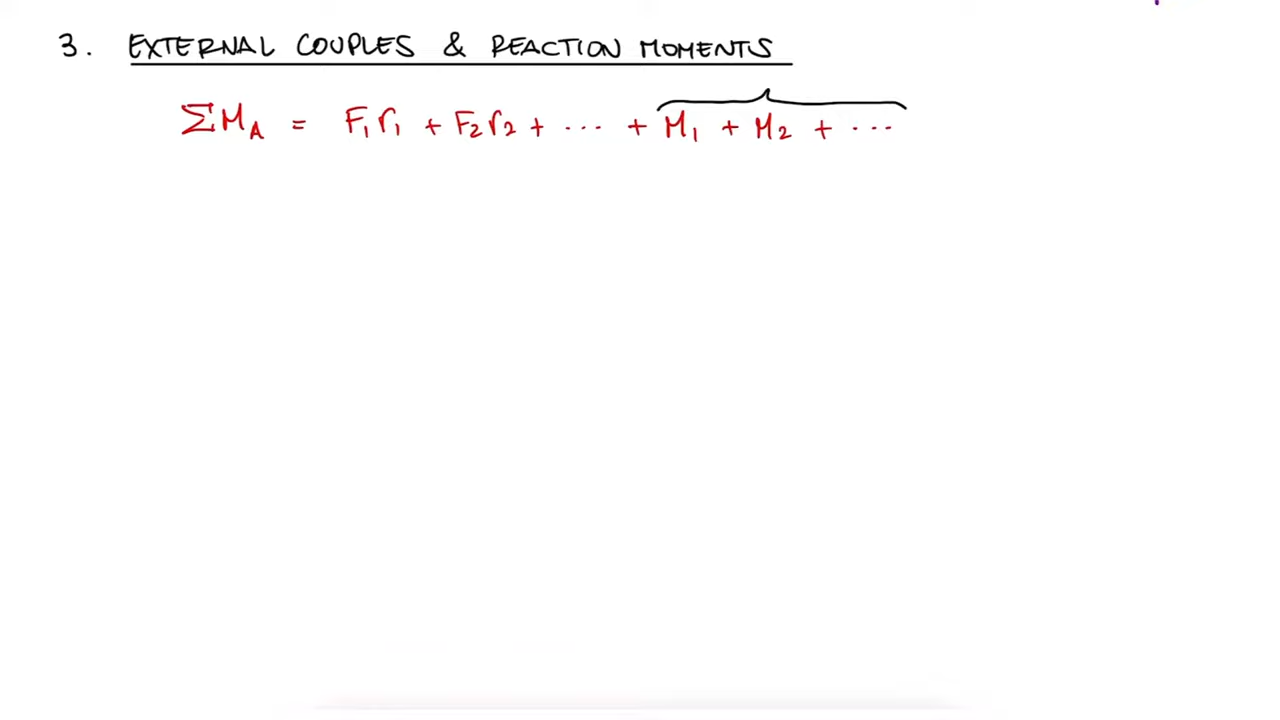 3. EXTERNAL COUPLES & REACTION MOMENTS
ΣM_A = F₁r₁ + F₂r₂ + ... + M₁ + M₂ + ...